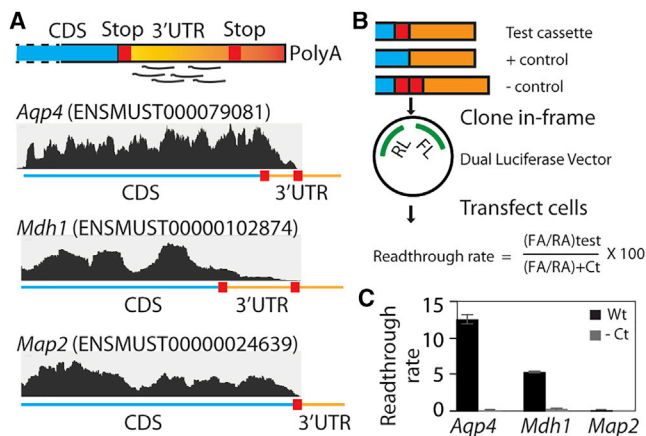 A
CDS Stop 3'UTR Stop
PolyA
Aqp4 (ENSMUST000079081)
CDS 3'UTR
Mdh1 (ENSMUST00000102874)
CDS 3'UTR
Map2 (ENSMUST00000024639)
CDS 3'UTR
B
Test cassette
+ control
- control
Clone in-frame
RL FL
Dual Luciferase Vector
Transfect cells
Readthrough rate = (FA/RA)test / (FA/RA)+Ct X 100
C
Readthrough rate
15
10
5
0
Wt
- Ct
Aqp4 Mdh1 Map2